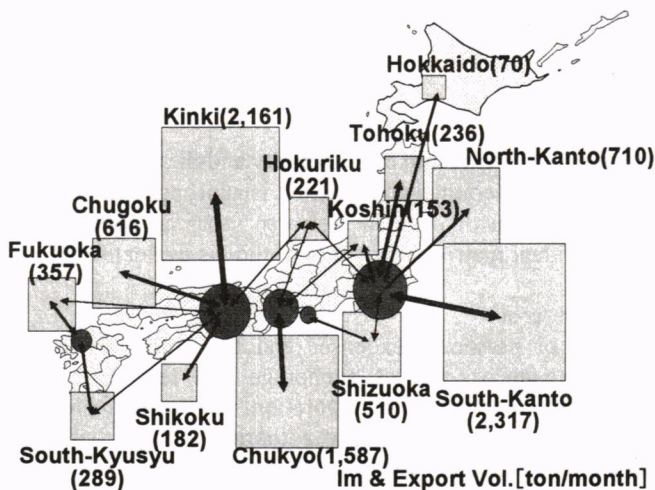 Hokkaido(70)
Kinki(2,161)
Tohoku(236)
Hokuriku
(221)
North-Kanto(710)
Chugoku
(616)
Koshin(153)
Fukuoka
(357)
Shizuoka
(510)
South-Kanto
(2,317)
Shikoku
(182)
South-Kyusyu
(289)
Chukyo(1,587)
Im & Export Vol.[ton/month]